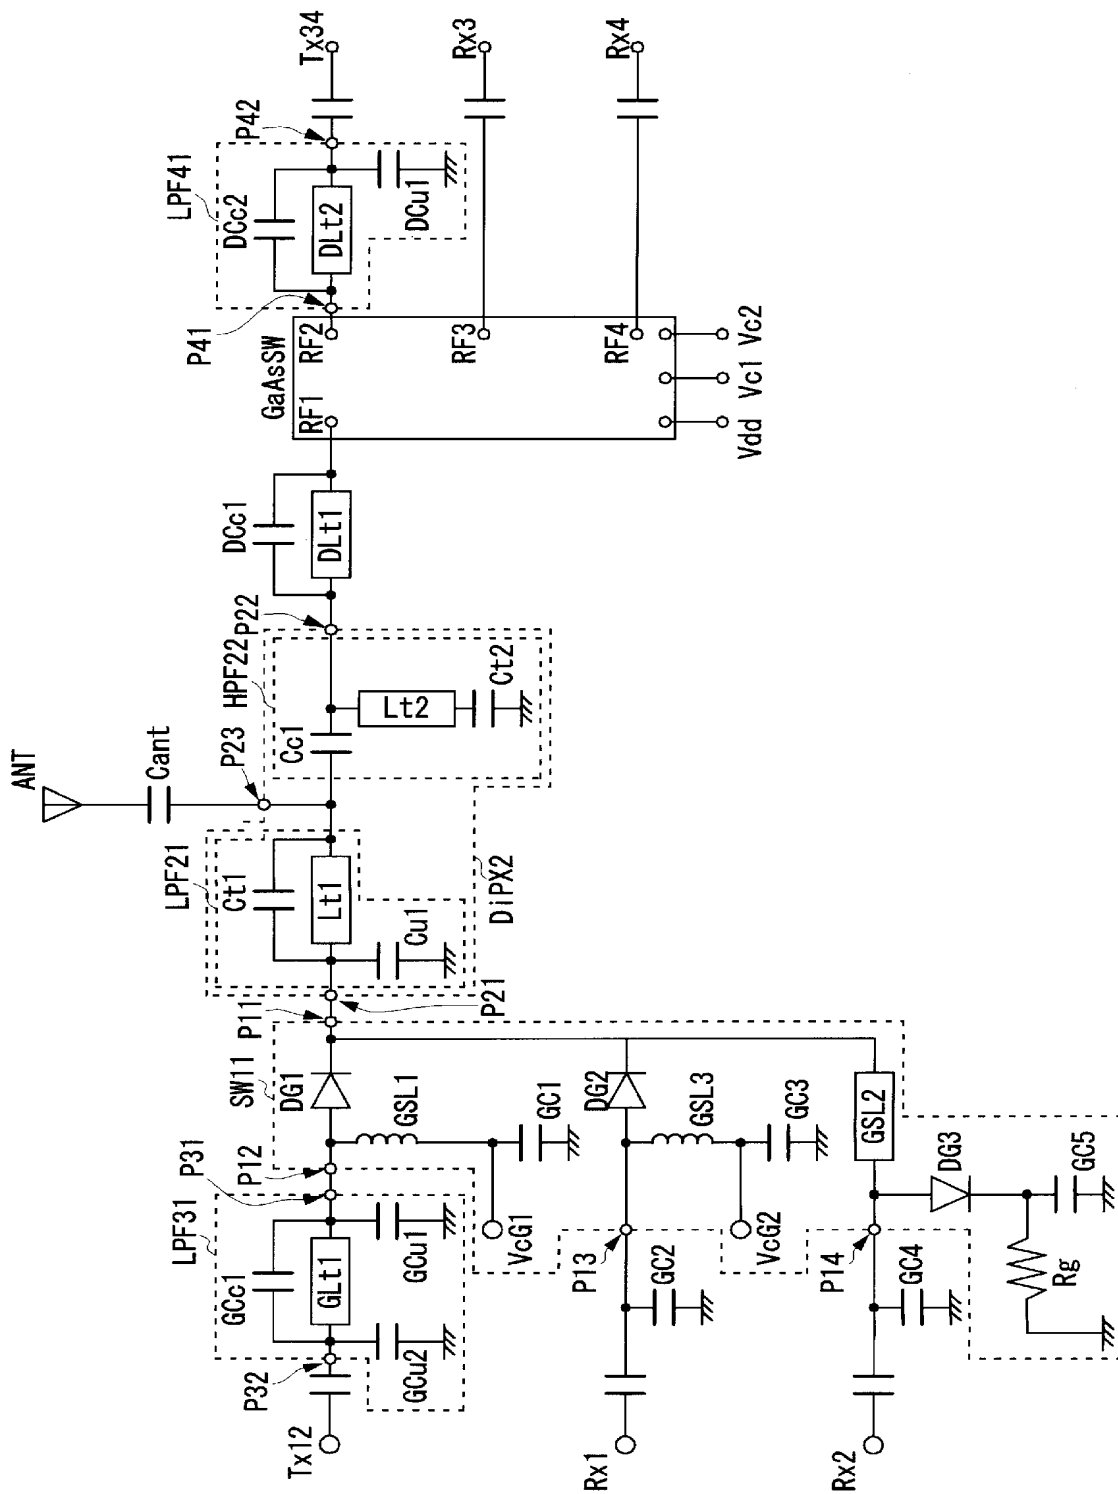 ANT
Cant
P23
LPF21
Ct1
Lt1
Cu1
DiPX2
P21
P11
HPF22
Cc1
Lt2
Ct2
P22
DCc1
DLt1
GaAsSW
RF1
RF2
RF3
RF4
Vdd
Vc1
Vc2
P41
LPF41
DCc2
DLt2
DCu1
P42
Tx34
Rx3
Rx4
SW11
DG1
GSL1
GC1
VcG1
P12
P31
LPF31
GCc1
GLt1
GCu1
GCu2
P32
Tx12
DG2
GSL3
GC3
VcG2
P13
GC2
Rx1
GSL2
DG3
GC5
Rg
P14
GC4
Rx2